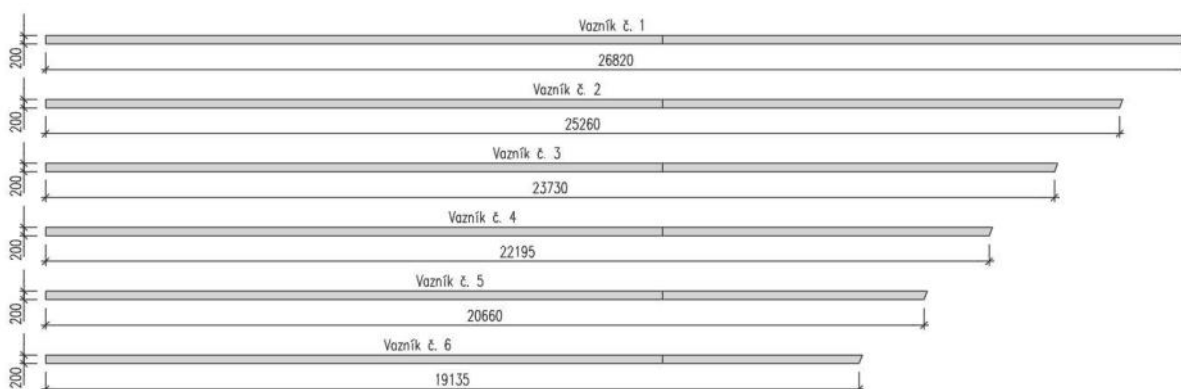 Vazník č. 1
200
26820
Vazník č. 2
200
25260
Vazník č. 3
200
23730
Vazník č. 4
200
22195
Vazník č. 5
200
20660
Vazník č. 6
200
19135